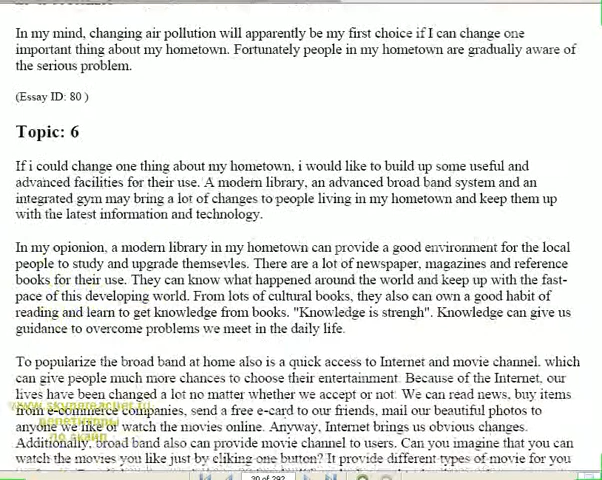 In my mind, changing air pollution will apparently be my first choice if I can change one
important thing about my hometown. Fortunately people in my hometown are gradually aware of
the serious problem.
(Essay ID: 80 )
Topic: 6
If i could change one thing about my hometown, i would like to build up some useful and
advanced facilities for their use. A modern library, an advanced broad band system and an
integrated gym may bring a lot of changes to people living in my hometown and keep them up
with the latest information and technology.
In my opionion, a modern library in my hometown can provide a good environment for the local
people to study and upgrade themsevles. There are a lot of newspaper, magazines and reference
books for their use. They can know what happened around the world and keep up with the fast-
pace of this developing world. From lots of cultural books, they also can own a good habit of
reading and learn to get knowledge from books. "Knowledge is strengh". Knowledge can give us
guidance to overcome problems we meet in the daily life.
To popularize the broad band at home also is a quick access to Internet and movie channel. which
can give people much more chances to choose their entertainment. Because of the Internet, our
lives have been changed a lot no matter whether we accept or not. We can read news, buy items
from e-commerce companies, send a free e-card to our friends, mail our beautiful photos to
anyone we like or watch the movies online. Anyway, Internet brings us obvious changes.
Additionally, broad band also can provide movie channel to users. Can you imagine that you can
watch the movies you like just by cliking one button? It provide different types of movie for you
30 of 292
репетиторы
по скайп